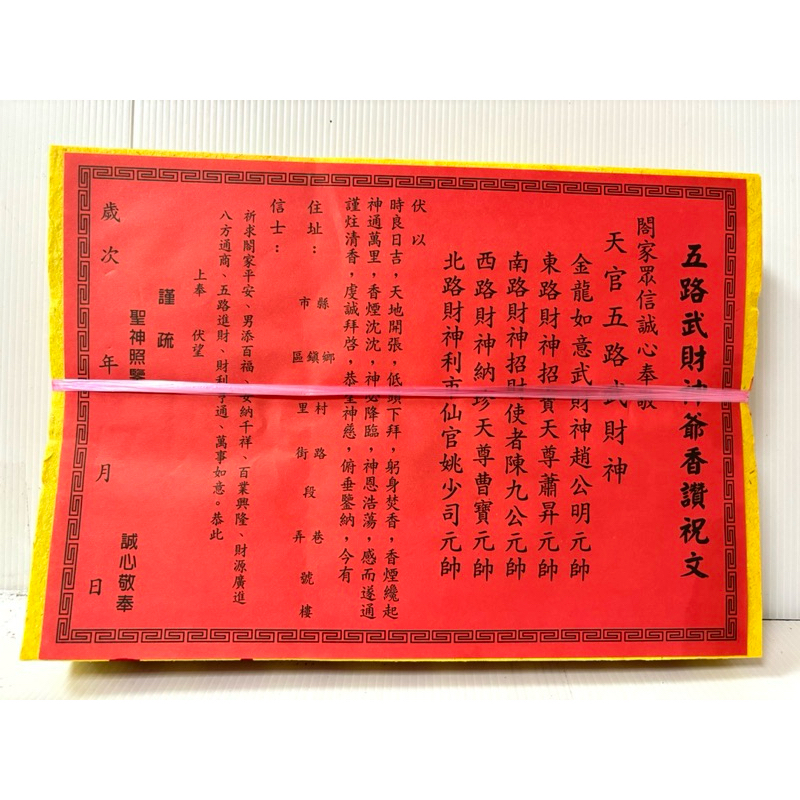 五路武財神爺香讚祝文
閤家眾信誠心奉敬
天官五路武財神
金龍如意武財神趙公明元帥
東路財神招寶天尊蕭昇元帥
南路財神招財使者陳九公元帥
西路財神納珍天尊曹寶元帥
北路財神利市仙官姚少司元帥
伏以
時良日吉，天地開張，低頭下拜，躬身焚香，香煙纔起
神通萬里，香煙沈沈，神必降臨，神恩浩蕩，感而遂通
謹炷清香，虔誠拜啓，恭望神慈，俯垂鑒納，今有
住址： 縣市 鄉鎮區 村里 路街 段 巷弄 號 樓
信士：
祈求閤家平安、男添百福、女納千祥、百業興隆、財源廣進
八方通商、五路進財、財利亨通、萬事如意。恭此
上奉 伏望
聖神照鑒
謹疏
歲次 年 月 日
誠心敬奉